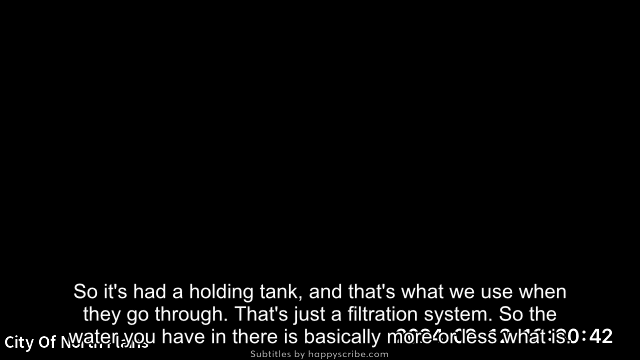 So it's had a holding tank, and that's what we use when
they go through. That's just a filtration system. So the
water you have in there is basically more or less what is.
City Of North
Subtitles by happyscribe.com